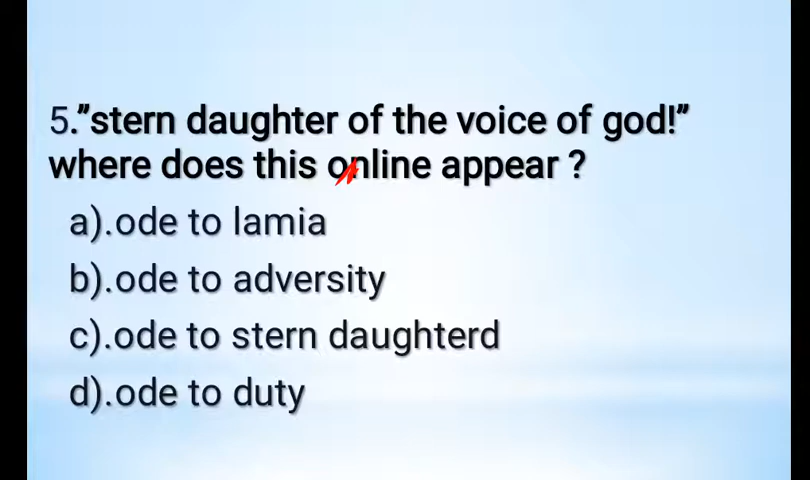 5."stern daughter of the voice of god!"
where does this online appear ?
a).ode to lamia
b).ode to adversity
c).ode to stern daughterd
d).ode to duty